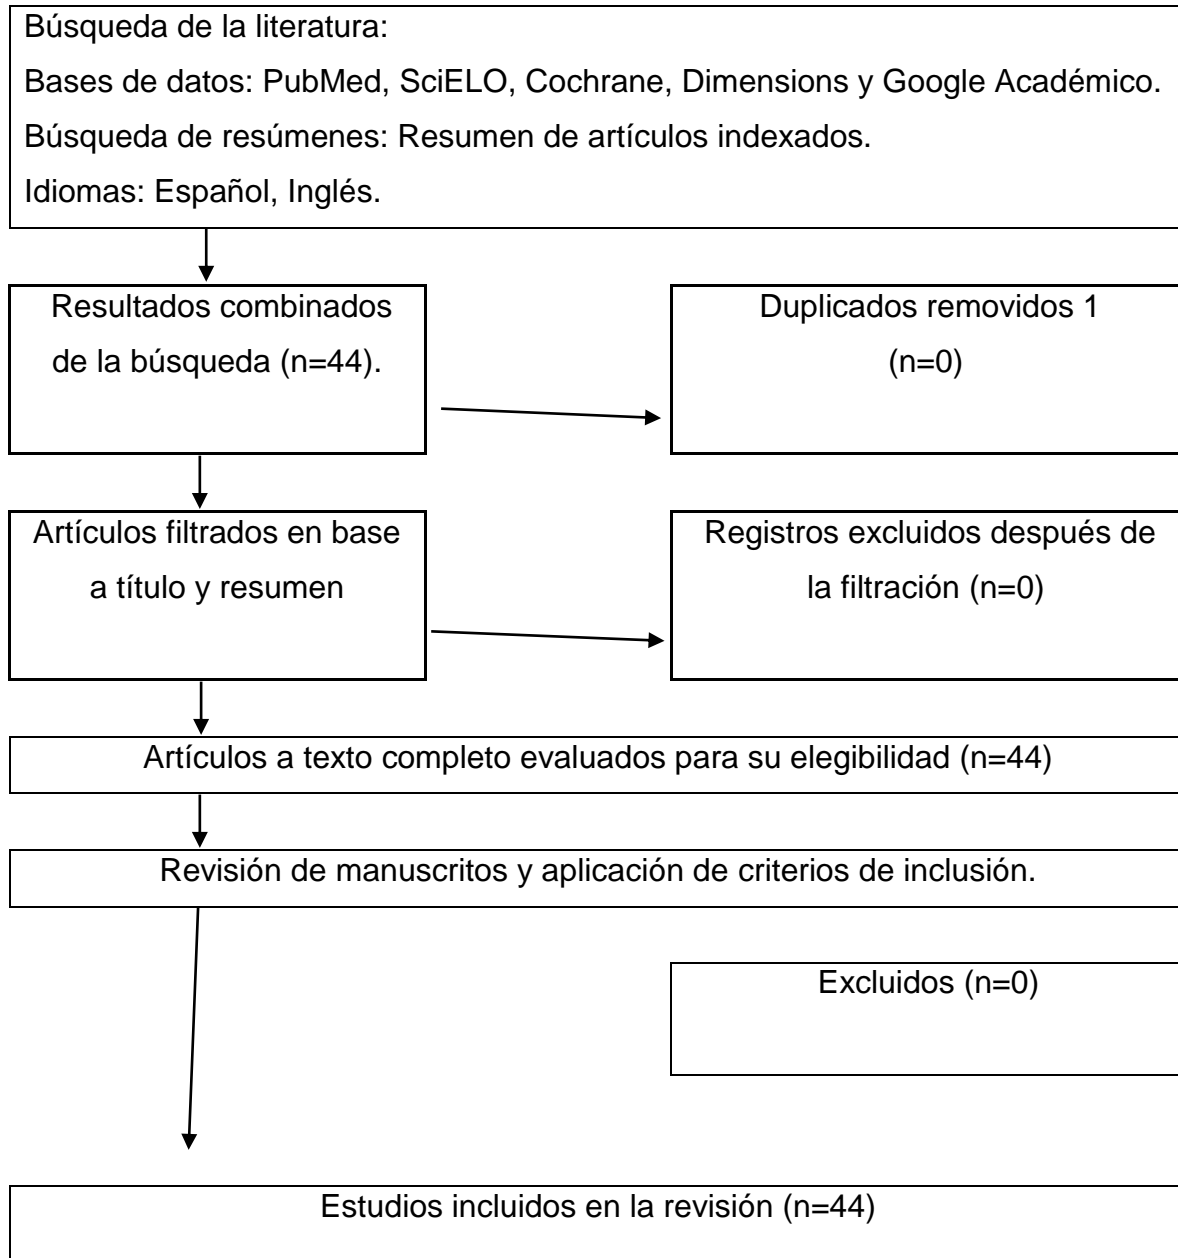 Búsqueda de la literatura:
Bases de datos: PubMed, SciELO, Cochrane, Dimensions y Google Académico.
Búsqueda de resúmenes: Resumen de artículos indexados.
Idiomas: Español, Inglés.
Resultados combinados
de la búsqueda (n=44).
Duplicados removidos 1
(n=0)
Artículos filtrados en base
a título y resumen
Registros excluidos después de
la filtración (n=0)
Artículos a texto completo evaluados para su elegibilidad (n=44)
Revisión de manuscritos y aplicación de criterios de inclusión.
Excluidos (n=0)
Estudios incluidos en la revisión (n=44)